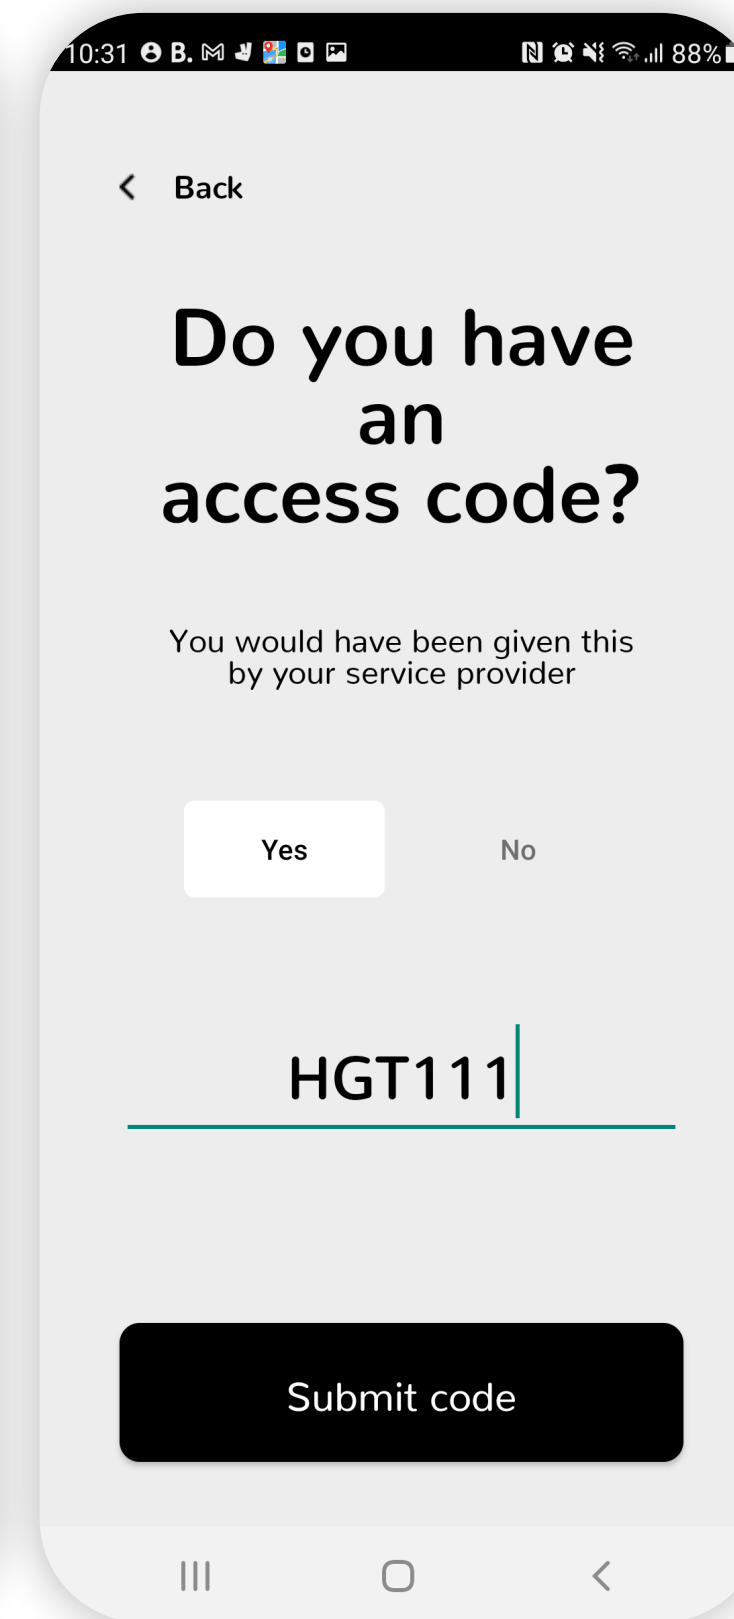 10:31 B. 88%
Back
Do you have
an
access code?
You would have been given this
by your service provider
Yes No
HGT111
Submit code